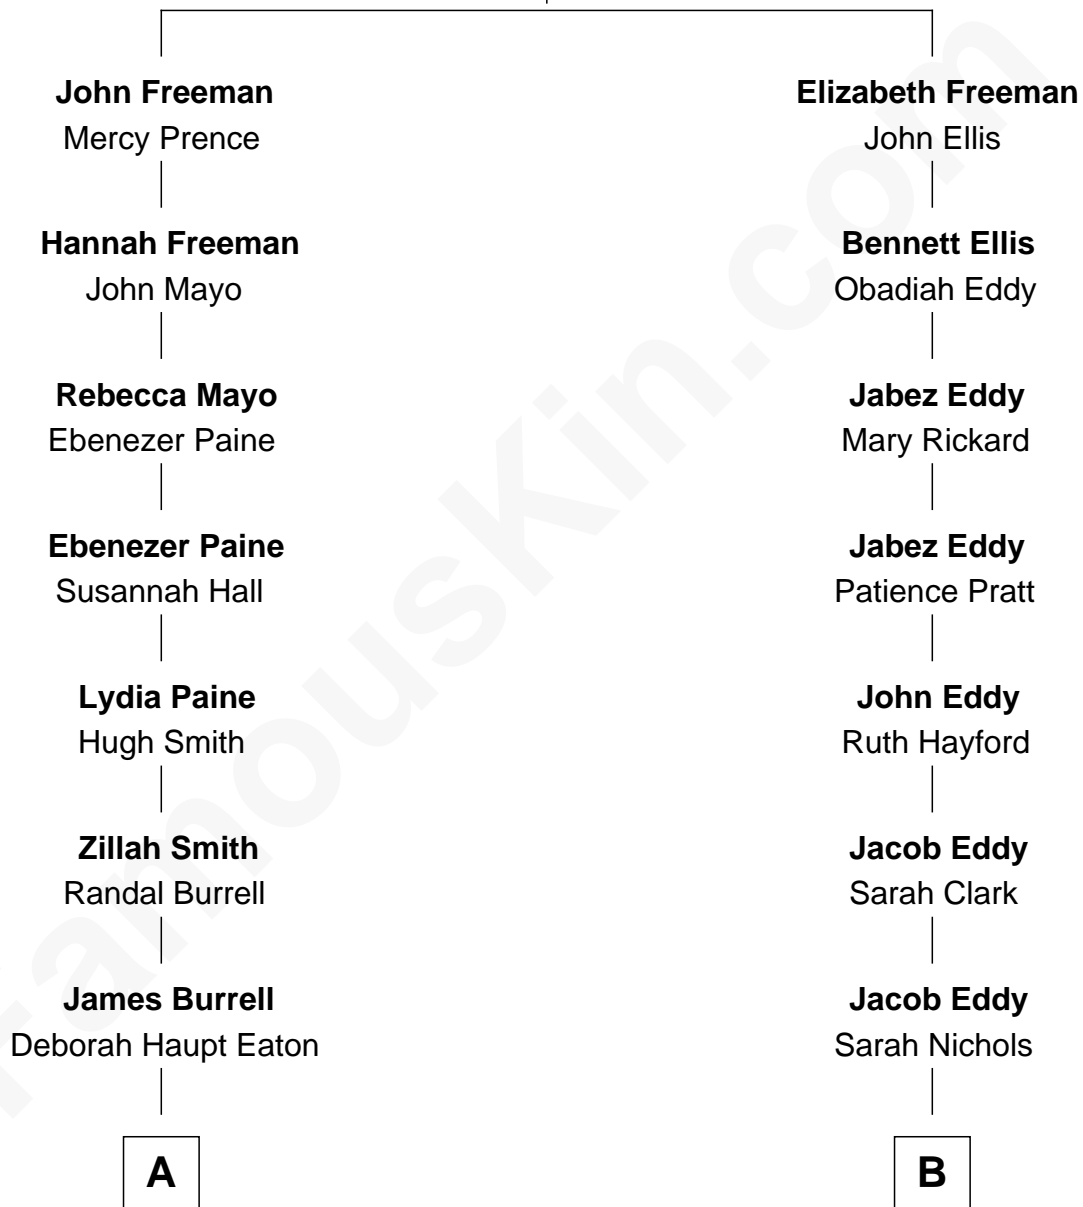 John Freeman
Mercy Prence
Hannah Freeman
John Mayo
Rebecca Mayo
Ebenezer Paine
Ebenezer Paine
Susannah Hall
Lydia Paine
Hugh Smith
Zillah Smith
Randal Burrell
James Burrell
Deborah Haupt Eaton
A
Elizabeth Freeman
John Ellis
Bennett Ellis
Obadiah Eddy
Jabez Eddy
Mary Rickard
Jabez Eddy
Patience Pratt
John Eddy
Ruth Hayford
Jacob Eddy
Sarah Clark
Jacob Eddy
Sarah Nichols
B
FamousKin.com